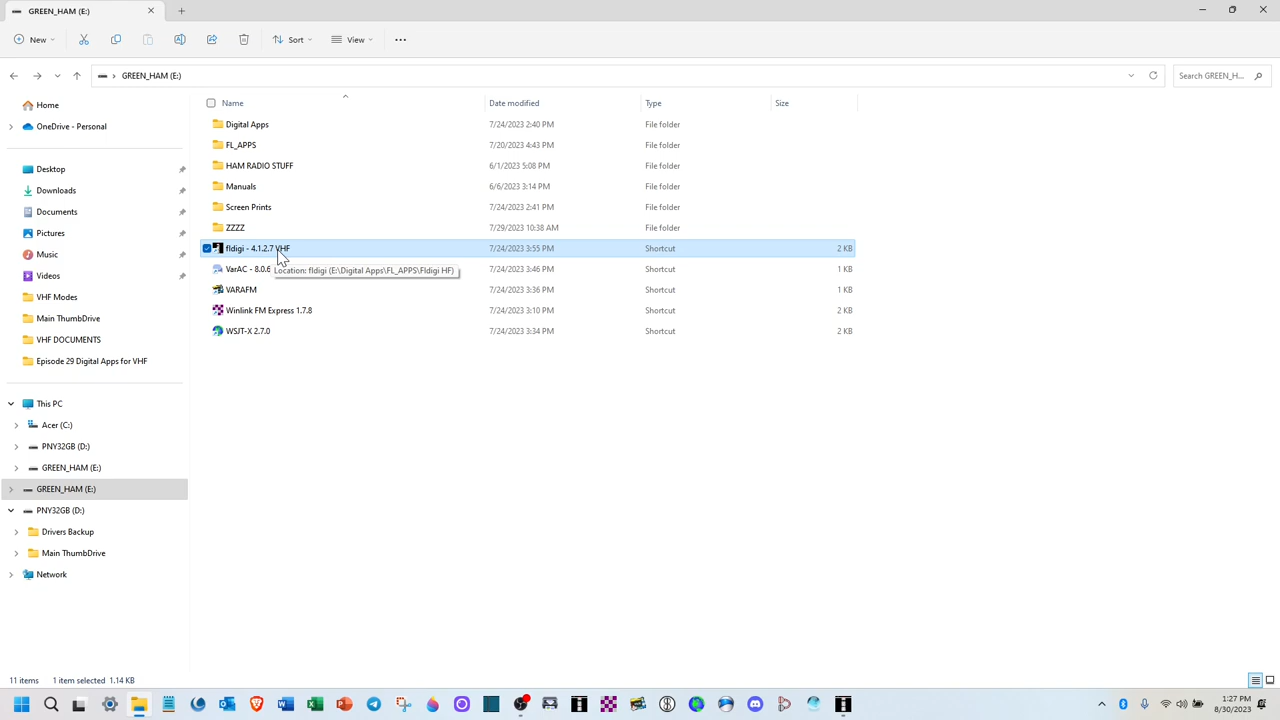 GREEN_HAM (E:)
New
Sort
View
GREEN_HAM (E:)
Search GREEN_H...
Name
Date modified
Type
Size
Home
OneDrive - Personal
Desktop
Downloads
Documents
Pictures
Music
Videos
VHF Modes
Main ThumbDrive
VHF DOCUMENTS
Episode 29 Digital Apps for VHF
This PC
Acer (C:)
PNY32GB (D:)
GREEN_HAM (E:)
GREEN_HAM (E:)
PNY32GB (D:)
Drivers Backup
Main ThumbDrive
Network
Digital Apps 7/24/2023 2:40 PM File folder
FL_APPS 7/20/2023 4:43 PM File folder
HAM RADIO STUFF 6/1/2023 5:08 PM File folder
Manuals 6/6/2023 3:14 PM File folder
Screen Prints 7/24/2023 2:41 PM File folder
ZZZZ 7/29/2023 10:38 AM File folder
fldigi - 4.1.2.7 VHF 7/24/2023 3:55 PM Shortcut 2 KB
VarAC - 8.0.6 7/24/2023 3:46 PM Shortcut 1 KB
Location: fldigi (E:\Digital Apps\FL_APPS\Fldigi HF)
VARAFM 7/24/2023 3:36 PM Shortcut 1 KB
Winlink FM Express 1.7.8 7/24/2023 3:10 PM Shortcut 2 KB
WSJT-X 2.7.0 7/24/2023 3:34 PM Shortcut 2 KB
11 items 1 item selected 1.14 KB
1:27 PM
8/30/2023